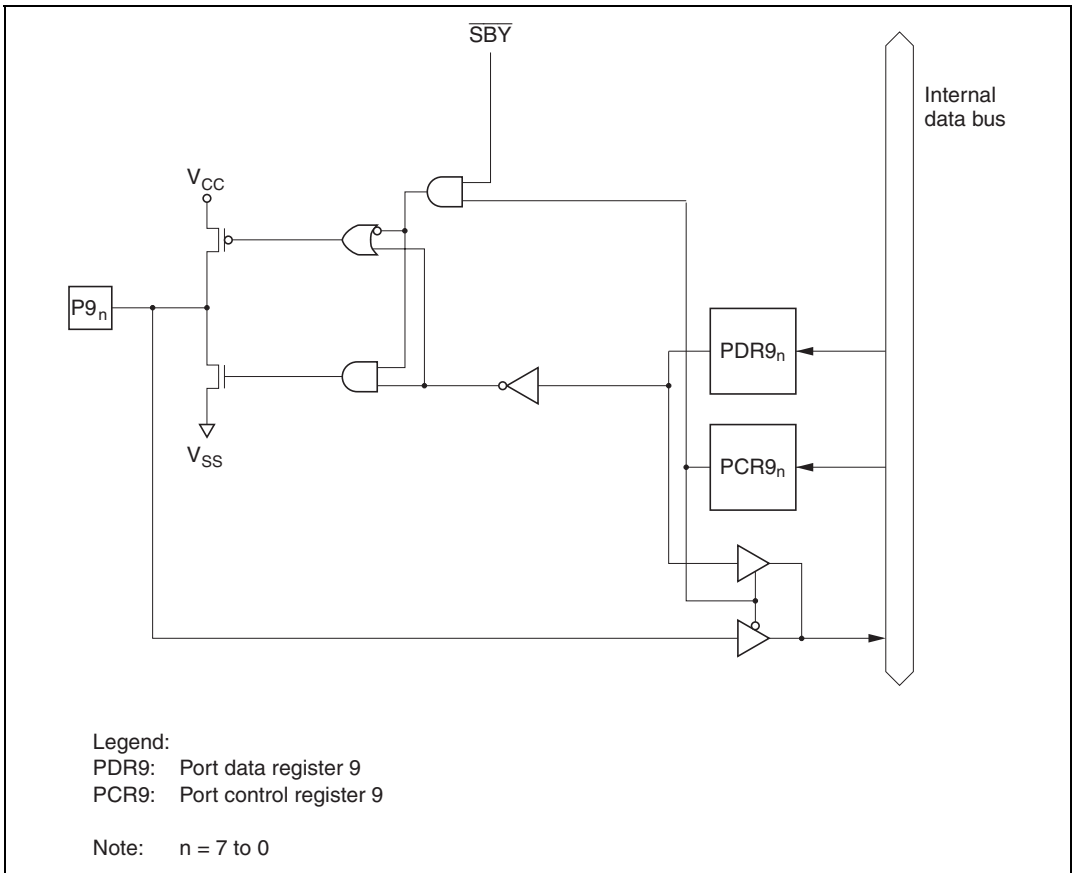 S̅B̅Y̅
Internal
data bus
VCC
P9n
PDR9n
PCR9n
VSS
Legend:
PDR9: Port data register 9
PCR9: Port control register 9
Note: n = 7 to 0